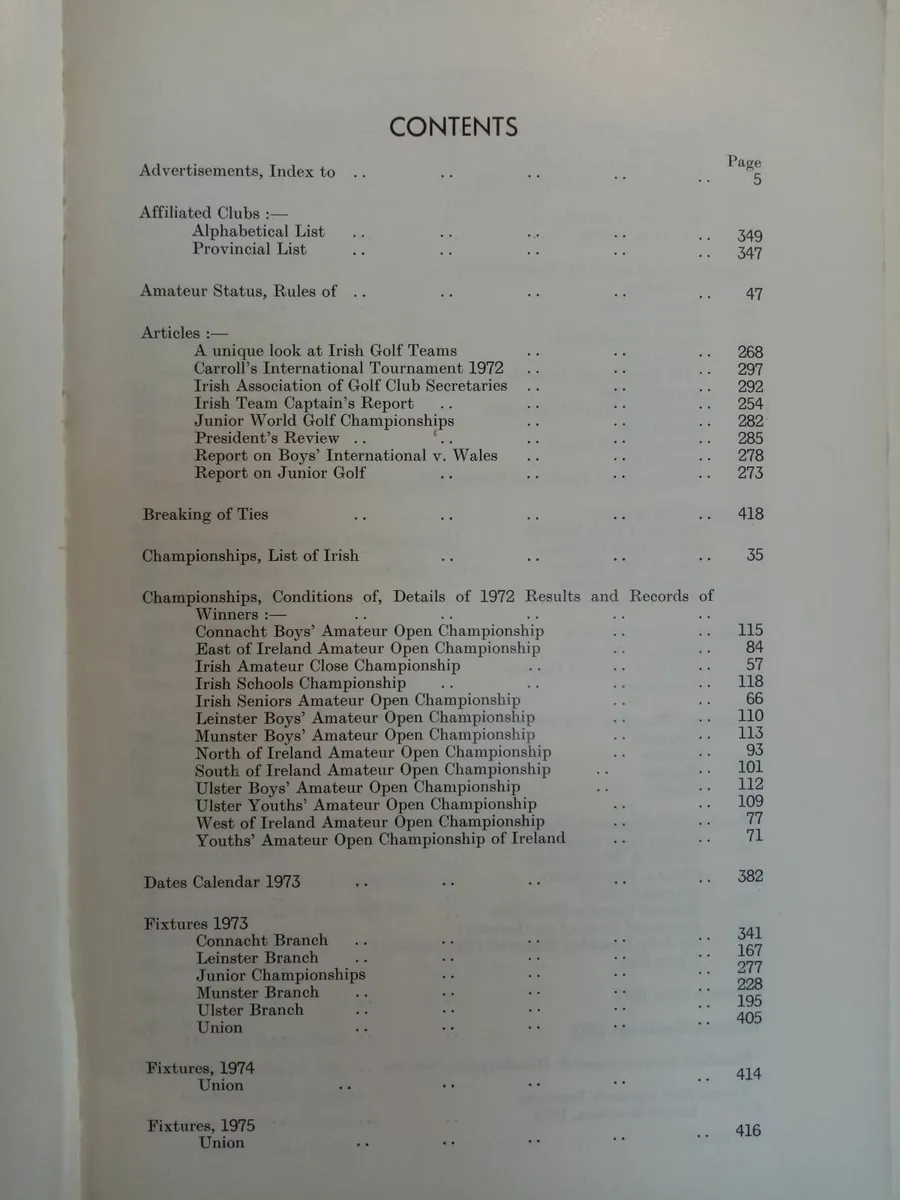 CONTENTS
Page
Advertisements, Index to .. .. .. .. .. 5
Affiliated Clubs :—
Alphabetical List .. .. .. .. .. 349
Provincial List .. .. .. .. .. 347
Amateur Status, Rules of .. .. .. .. .. 47
Articles :—
A unique look at Irish Golf Teams .. .. .. 268
Carroll's International Tournament 1972 .. .. .. 297
Irish Association of Golf Club Secretaries .. .. .. 292
Irish Team Captain's Report .. .. .. .. 254
Junior World Golf Championships .. .. .. 282
President's Review .. .. .. .. .. 285
Report on Boys' International v. Wales .. .. .. 278
Report on Junior Golf .. .. .. .. 273
Breaking of Ties .. .. .. .. .. 418
Championships, List of Irish .. .. .. .. 35
Championships, Conditions of, Details of 1972 Results and Records of
Winners :— .. .. .. .. ..
Connacht Boys' Amateur Open Championship .. .. 115
East of Ireland Amateur Open Championship .. .. 84
Irish Amateur Close Championship .. .. .. 57
Irish Schools Championship .. .. .. .. 118
Irish Seniors Amateur Open Championship .. .. 66
Leinster Boys' Amateur Open Championship .. .. 110
Munster Boys' Amateur Open Championship .. .. 113
North of Ireland Amateur Open Championship .. .. 93
South of Ireland Amateur Open Championship .. .. 101
Ulster Boys' Amateur Open Championship .. .. 112
Ulster Youths' Amateur Open Championship .. .. 109
West of Ireland Amateur Open Championship .. .. 77
Youths' Amateur Open Championship of Ireland .. .. 71
Dates Calendar 1973 .. .. .. .. .. 382
Fixtures 1973
Connacht Branch .. .. .. .. .. 341
Leinster Branch .. .. .. .. .. 167
Junior Championships .. .. .. .. 277
Munster Branch .. .. .. .. .. 228
Ulster Branch .. .. .. .. .. 195
Union .. .. .. .. .. 405
Fixtures, 1974
Union .. .. .. .. .. 414
Fixtures, 1975
Union .. .. .. .. .. 416